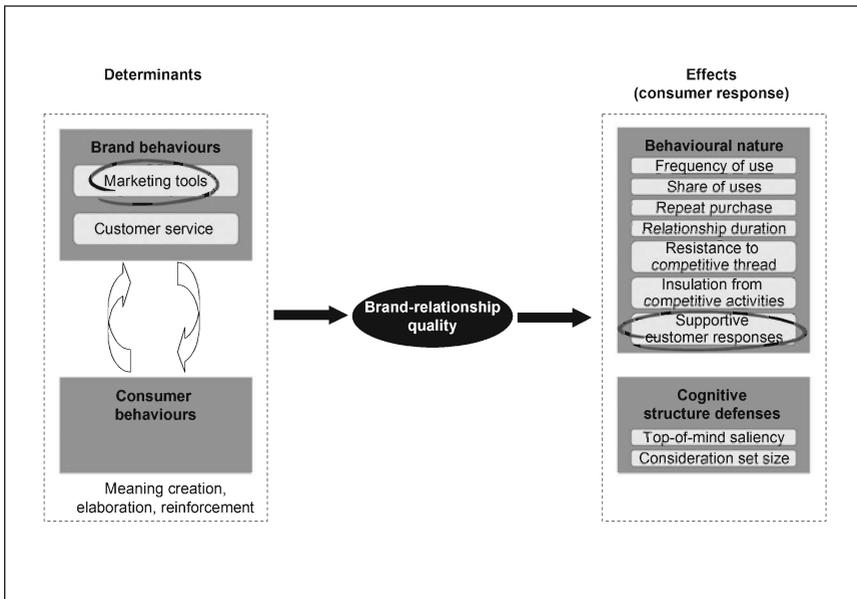 Determinants
Brand behaviours
Marketing tools
Customer service
Consumer
behaviours
Meaning creation,
elaboration, reinforcement
Brand-relationship
quality
Effects
(consumer response)
Behavioural nature
Frequency of use
Share of uses
Repeat purchase
Relationship duration
Resistance to
competitive thread
Insulation from
competitive activities
Supportive
customer responses
Cognitive
structure defenses
Top-of-mind saliency
Consideration set size